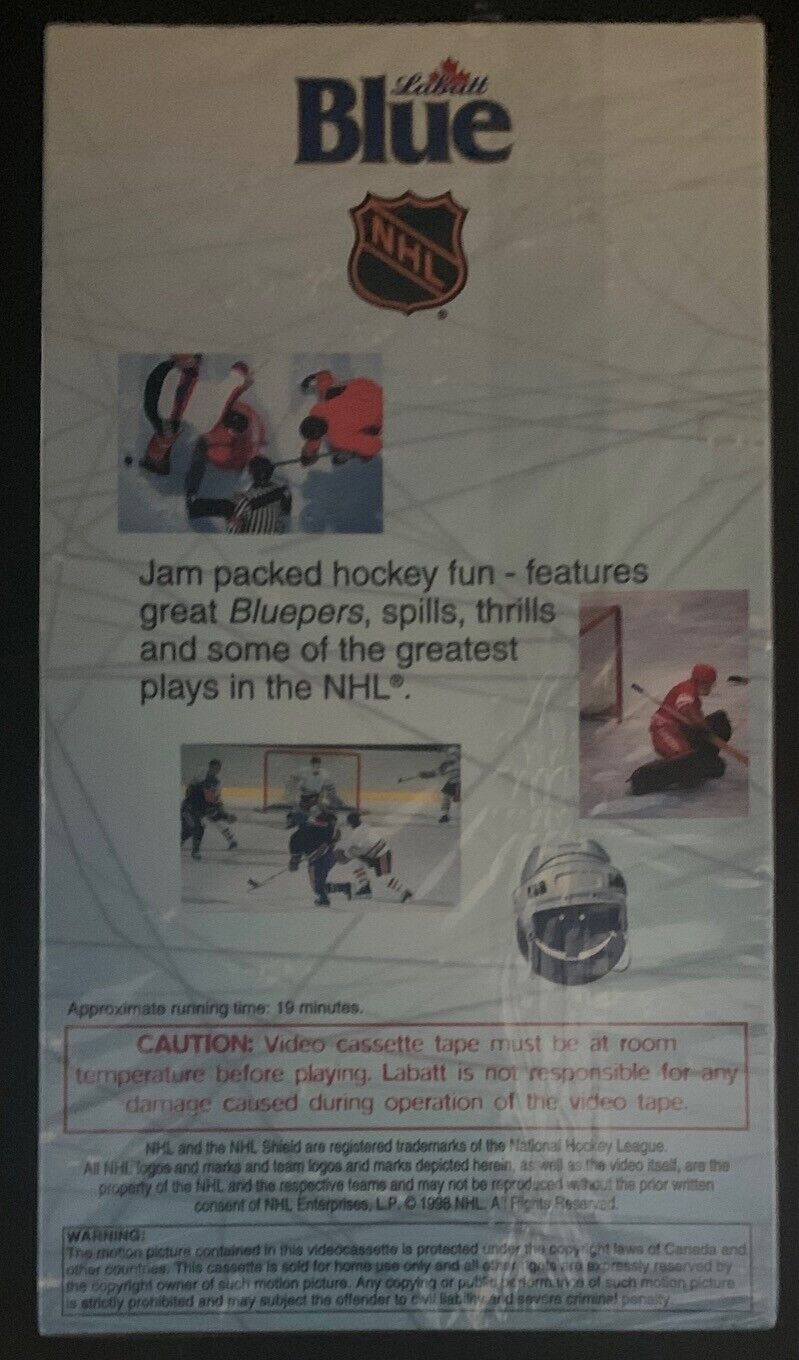 Labatt
Blue
NHL
®
Jam packed hockey fun - features
great Bluepers, spills, thrills
and some of the greatest
plays in the NHL®.
Approximate running time: 19 minutes.
CAUTION: Video cassette tape must be at room
temperature before playing. Labatt is not responsible for any
damage caused during operation of the video tape.
NHL and the NHL Shield are registered trademarks of the National Hockey League.
All NHL logos and marks and team logos and marks depicted herein, as well as the video itself, are the
property of the NHL and the respective teams and may not be reproduced without the prior written
consent of NHL Enterprises, L.P. © 1998 NHL. All Rights Reserved.
WARNING:
The motion picture contained in this videocassette is protected under the copyright laws of Canada and
other countries. This cassette is sold for home use only and all other rights are expressly reserved by
the copyright owner of such motion picture. Any copying or public performance of such motion picture
is strictly prohibited and may subject the offender to civil liability and severe criminal penalty.